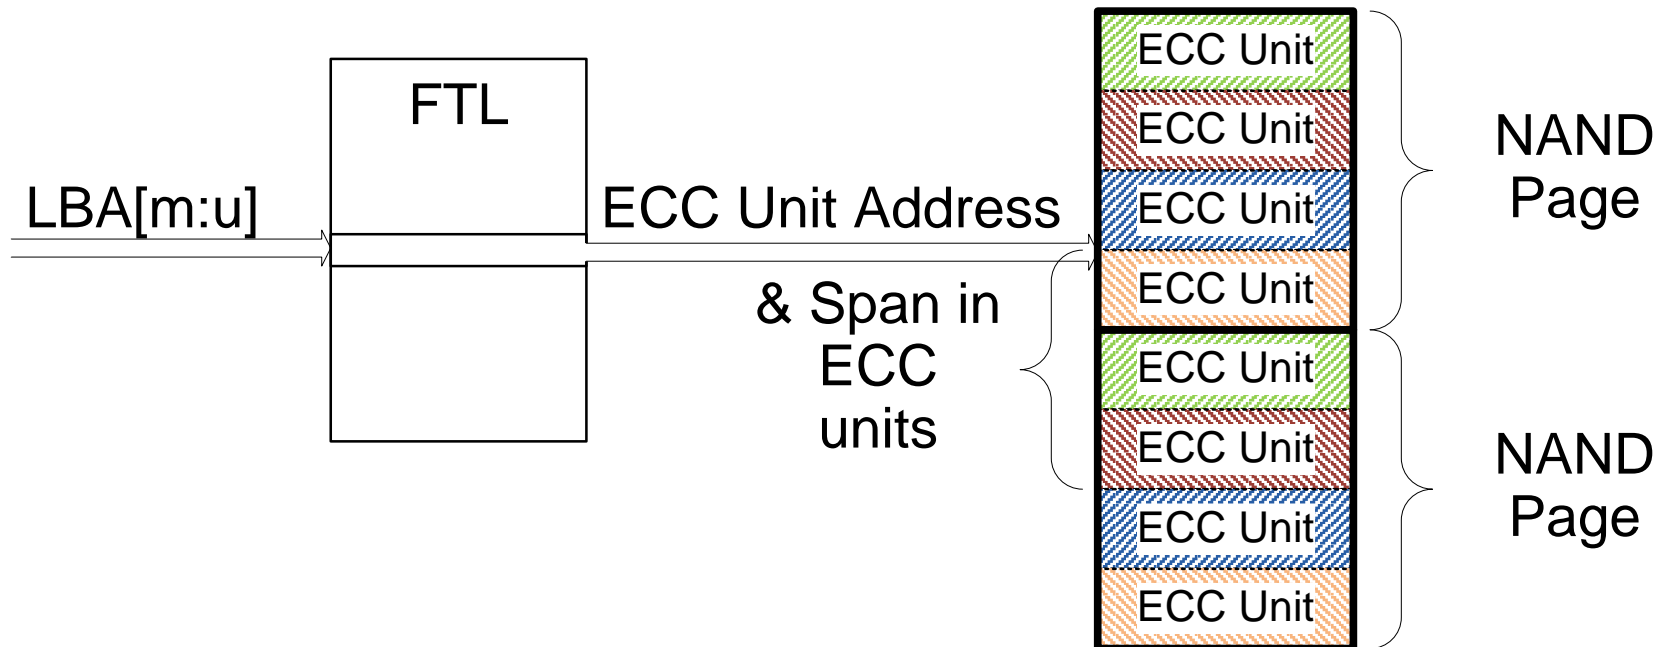 FTL
LBA[m:u]
ECC Unit Address
& Span in
ECC
units
ECC Unit
ECC Unit
ECC Unit
ECC Unit
ECC Unit
ECC Unit
ECC Unit
ECC Unit
NAND
Page
NAND
Page